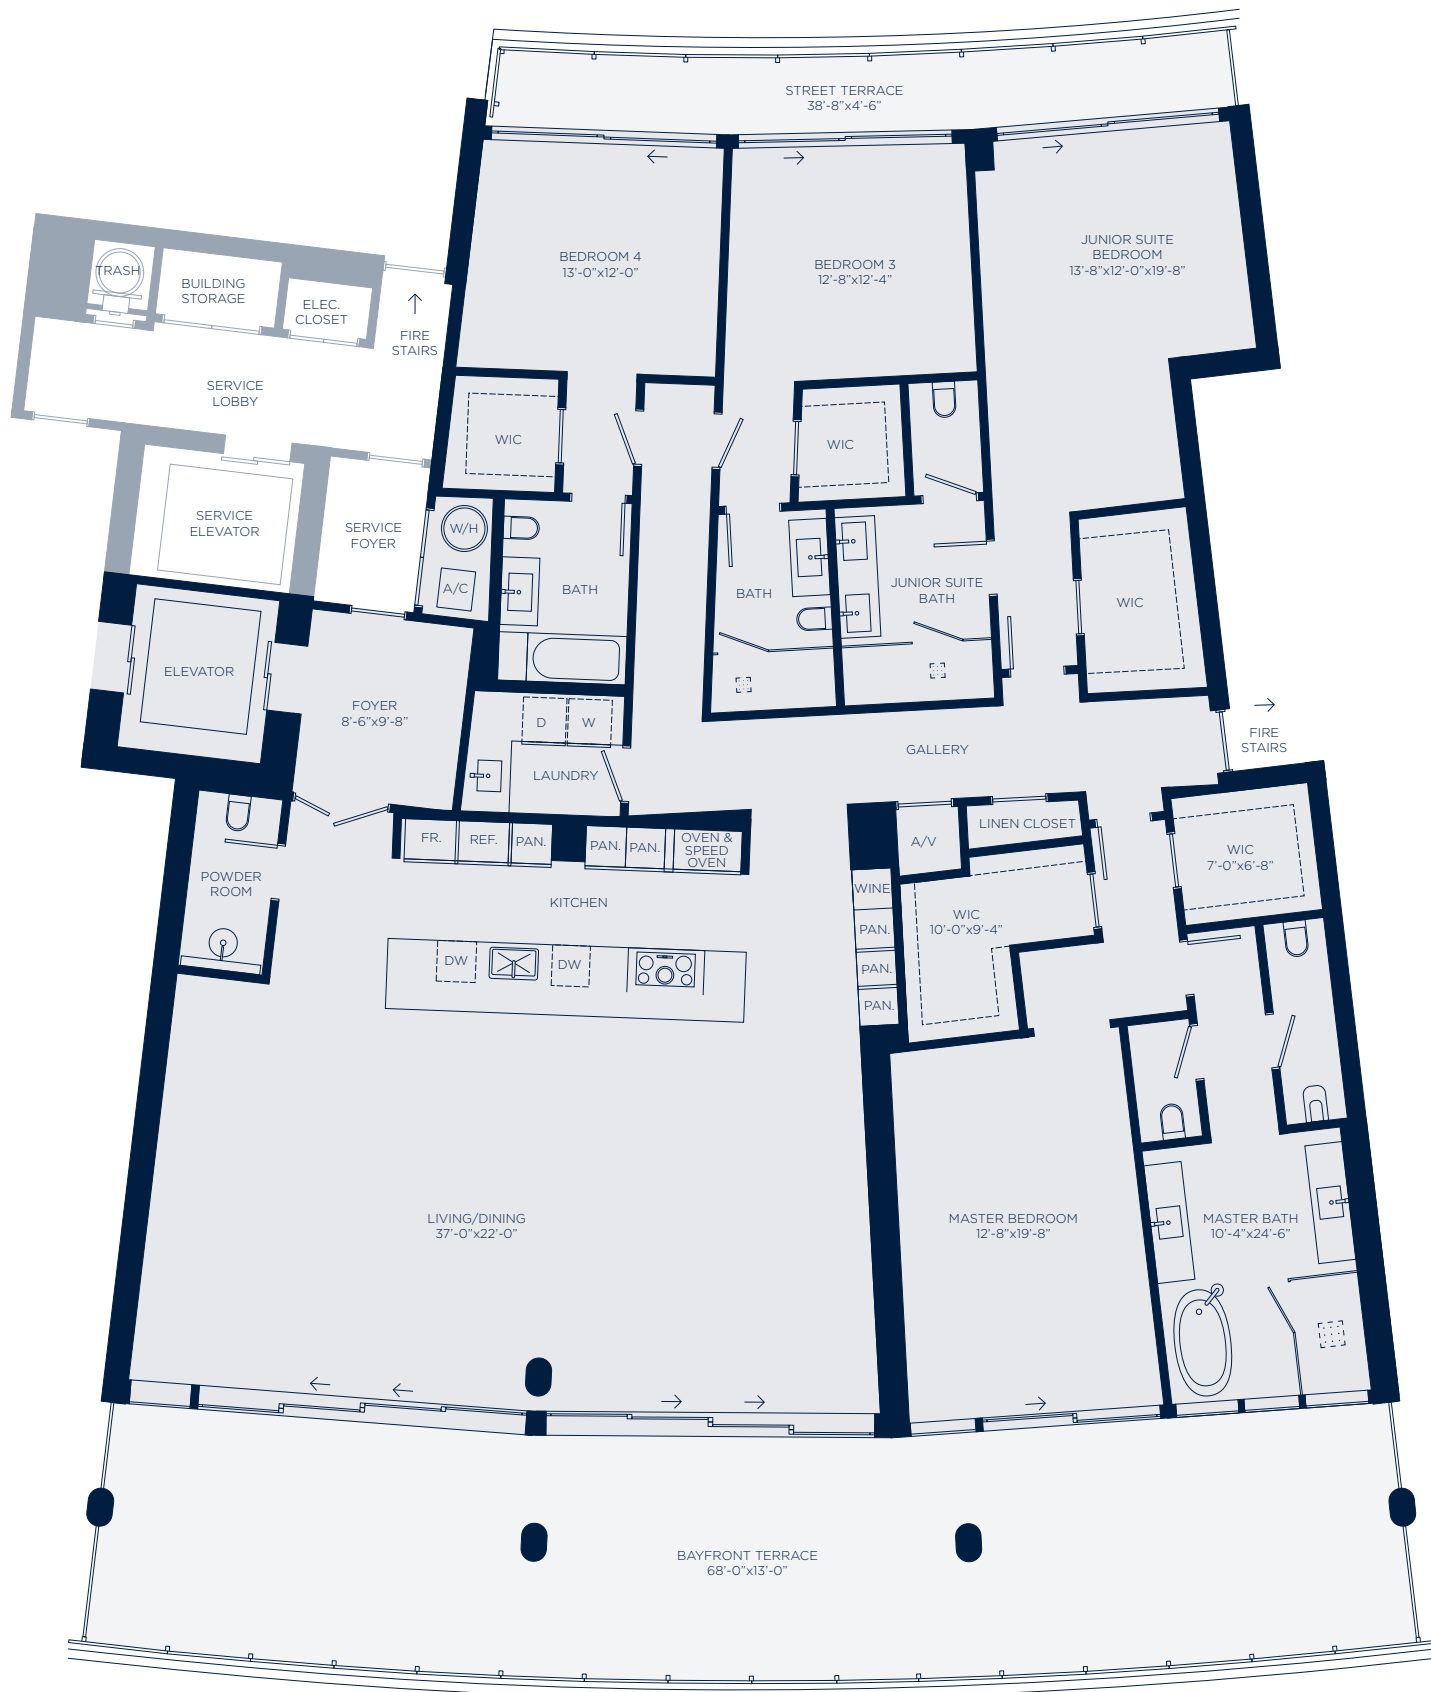 STREET TERRACE
38'-8"x4'-6"
BEDROOM 4
13'-0"x12'-0"
BEDROOM 3
12'-8"x12'-4"
JUNIOR SUITE
BEDROOM
13'-8"x12'-0"x19'-8"
TRASH
BUILDING
STORAGE
ELEC.
CLOSET
FIRE
STAIRS
SERVICE
LOBBY
WIC
WIC
SERVICE
ELEVATOR
SERVICE
FOYER
W/H
A/C
BATH
BATH
JUNIOR SUITE
BATH
WIC
ELEVATOR
FOYER
8'-6"x9'-8"
D
W
LAUNDRY
GALLERY
FIRE
STAIRS
FR.
REF.
PAN.
PAN.
PAN.
OVEN &
SPEED
OVEN
A/V
LINEN CLOSET
WIC
7'-0"x6'-8"
POWDER
ROOM
KITCHEN
WINE
PAN.
PAN.
PAN.
WIC
10'-0"x9'-4"
DW
DW
LIVING/DINING
37'-0"x22'-0"
MASTER BEDROOM
12'-8"x19'-8"
MASTER BATH
10'-4"x24'-6"
BAYFRONT TERRACE
68'-0"x13'-0"